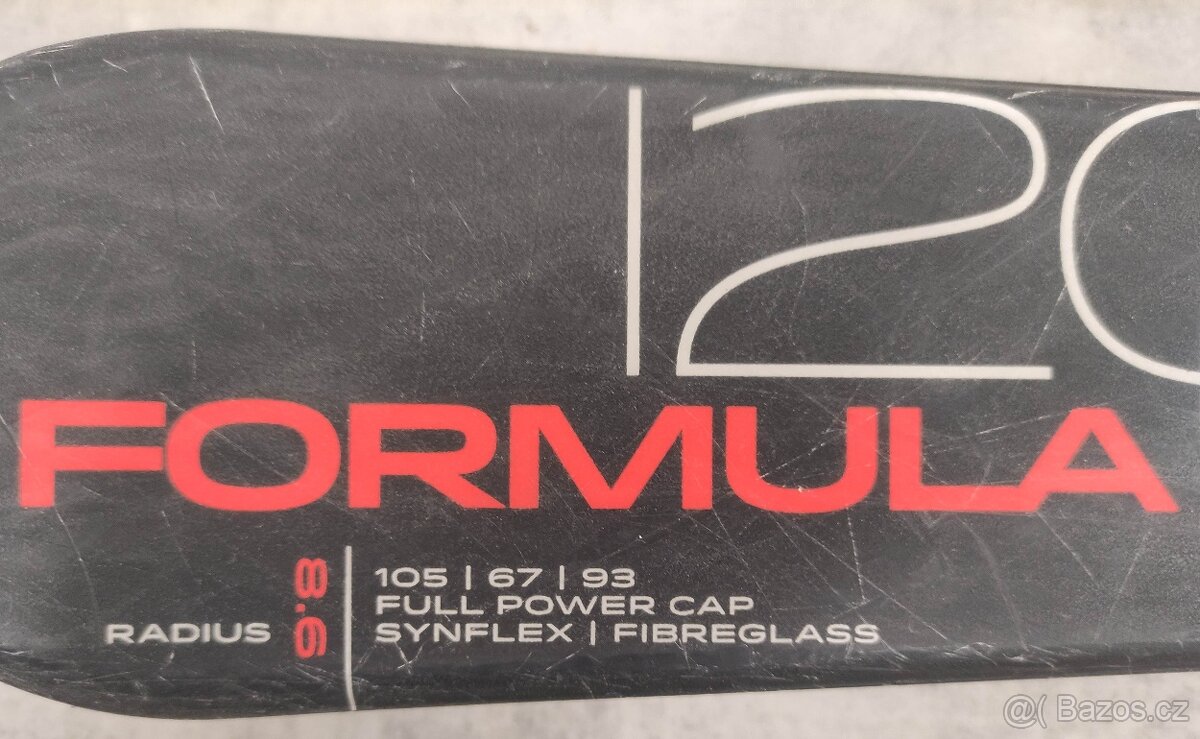 120
FORMULA
RADIUS 9.8
105 | 67 | 93
FULL POWER CAP
SYNFLEX | FIBREGLASS
@( Bazos.cz